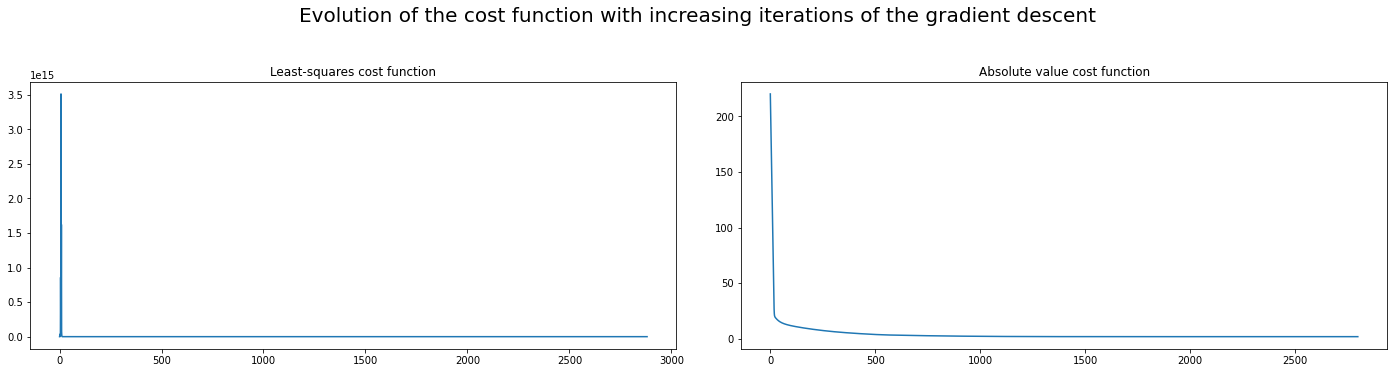 Evolution of the cost function with increasing iterations of the gradient descent
Least-squares cost function
1e15
3.5
3.0
2.5
2.0
1.5
1.0
0.5
0.0
0 500 1000 1500 2000 2500 3000
Absolute value cost function
200
150
100
50
0
0 500 1000 1500 2000 2500